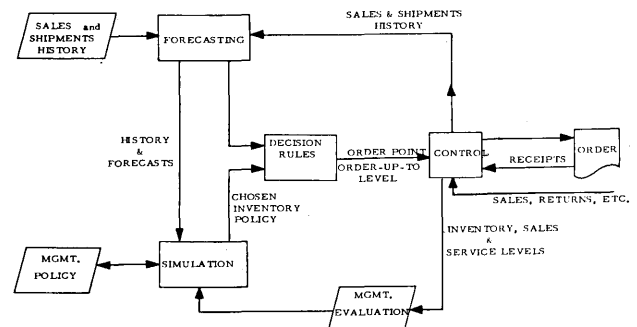 SALES and
SHIPMENTS
HISTORY
FORECASTING
SALES & SHIPMENTS
HISTORY
HISTORY
&
FORECASTS
DECISION
RULES
ORDER POINT
ORDER-UP-TO
LEVEL
CONTROL
ORDER
RECEIPTS
SALES, RETURNS, ETC.
CHOSEN
INVENTORY
POLICY
INVENTORY, SALES
&
SERVICE LEVELS
MGMT.
POLICY
SIMULATION
MGMT.
EVALUATION